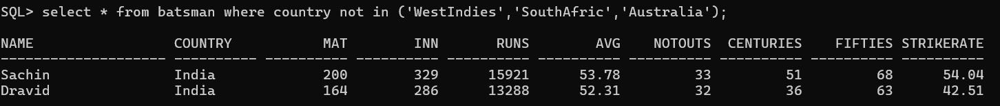 SQL> select * from batsman where country not in ('WestIndies','SouthAfric','Australia');
NAME                 COUNTRY           MAT        INN       RUNS        AVG    NOTOUTS  CENTURIES    FIFTIES STRIKERATE
-------------------- ---------- ---------- ---------- ---------- ---------- ---------- ---------- ---------- ----------
Sachin               India             200        329      15921      53.78         33         51         68      54.04
Dravid               India             164        286      13288      52.31         32         36         63      42.51